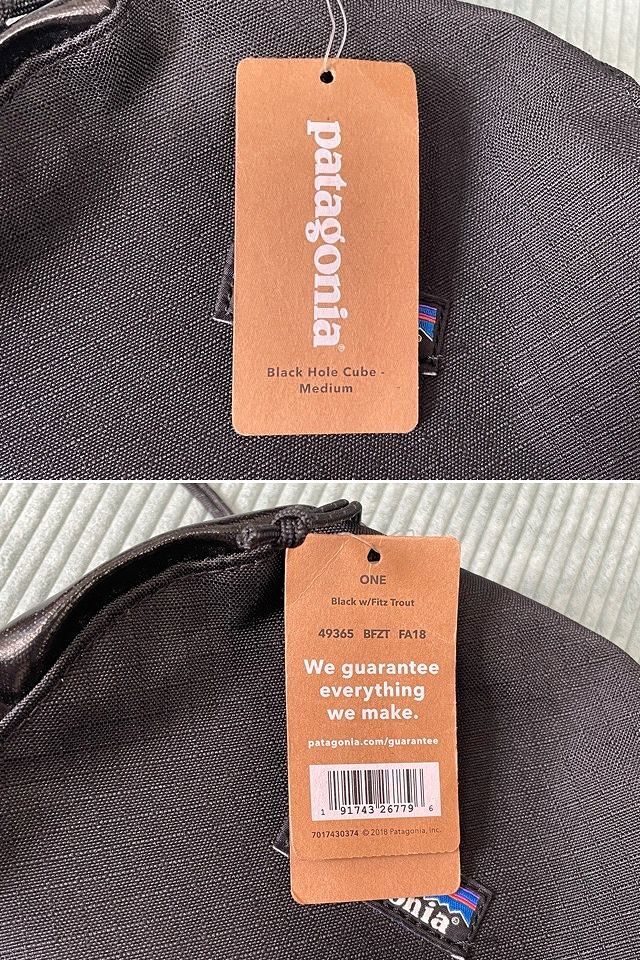 patagonia®
Black Hole Cube -
Medium
ONE
Black w/Fitz Trout
49365 BFZT FA18
We guarantee
everything
we make.
patagonia.com/guarantee
1 91743 26779 6
7017430374 © 2018 Patagonia, Inc.
onia®